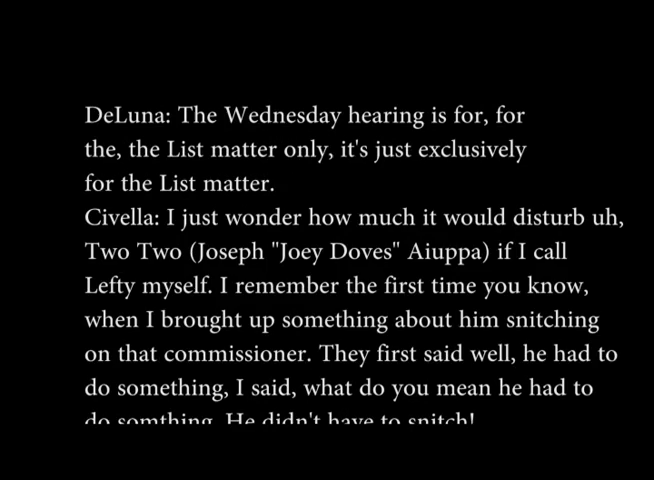 DeLuna: The Wednesday hearing is for, for
the, the List matter only, it's just exclusively
for the List matter.
Civella: I just wonder how much it would disturb uh,
Two Two (Joseph "Joey Doves" Aiuppa) if I call
Lefty myself. I remember the first time you know,
when I brought up something about him snitching
on that commissioner. They first said well, he had to
do something, I said, what do you mean he had to
do somthing. He didn't have to snitch!